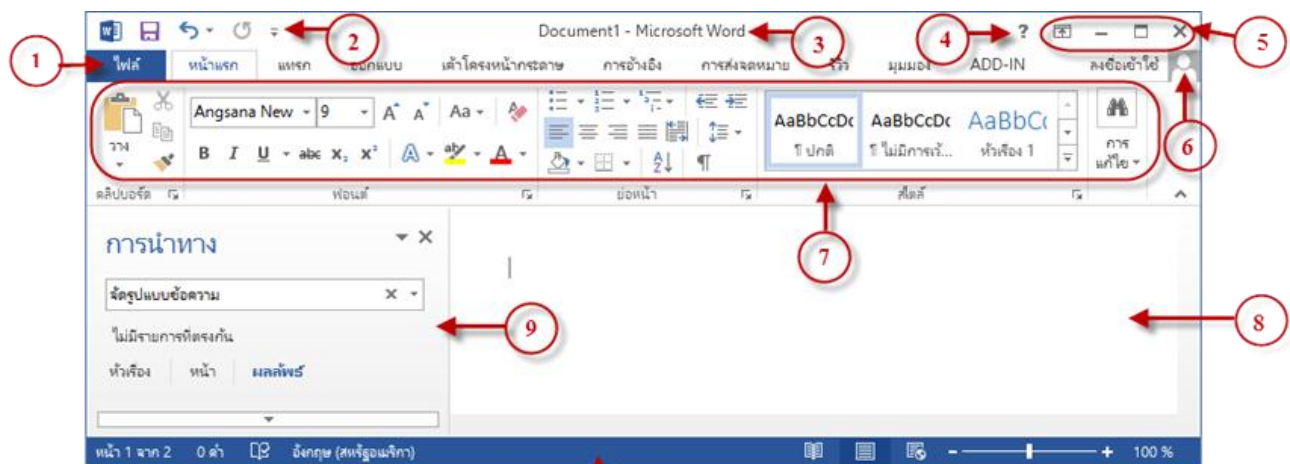 2
Document1 - Microsoft Word
3
4
?
5
1
ไฟล์ หน้าแรก แทรก ออกแบบ เค้าโครงหน้ากระดาษ การอ้างอิง การส่งจดหมาย รีวิว มุมมอง ADD-IN ลงชื่อเข้าใช้
วาง
Angsana New 9 A A Aa
B I U abc X₂ X² A aby A
AaBbCcDc AaBbCcDc AaBbC
¶ ปกติ ¶ ไม่มีการเว้... หัวเรื่อง 1
การ
แก้ไข
6
คลิปบอร์ด ฟอนต์ ย่อหน้า สไตล์
7
การนำทาง
จัดรูปแบบข้อความ
ไม่มีรายการที่ตรงกัน
หัวเรื่อง หน้า ผลลัพธ์
9
8
หน้า 1 จาก 2 0 คำ อังกฤษ (สหรัฐอเมริกา) 100 %